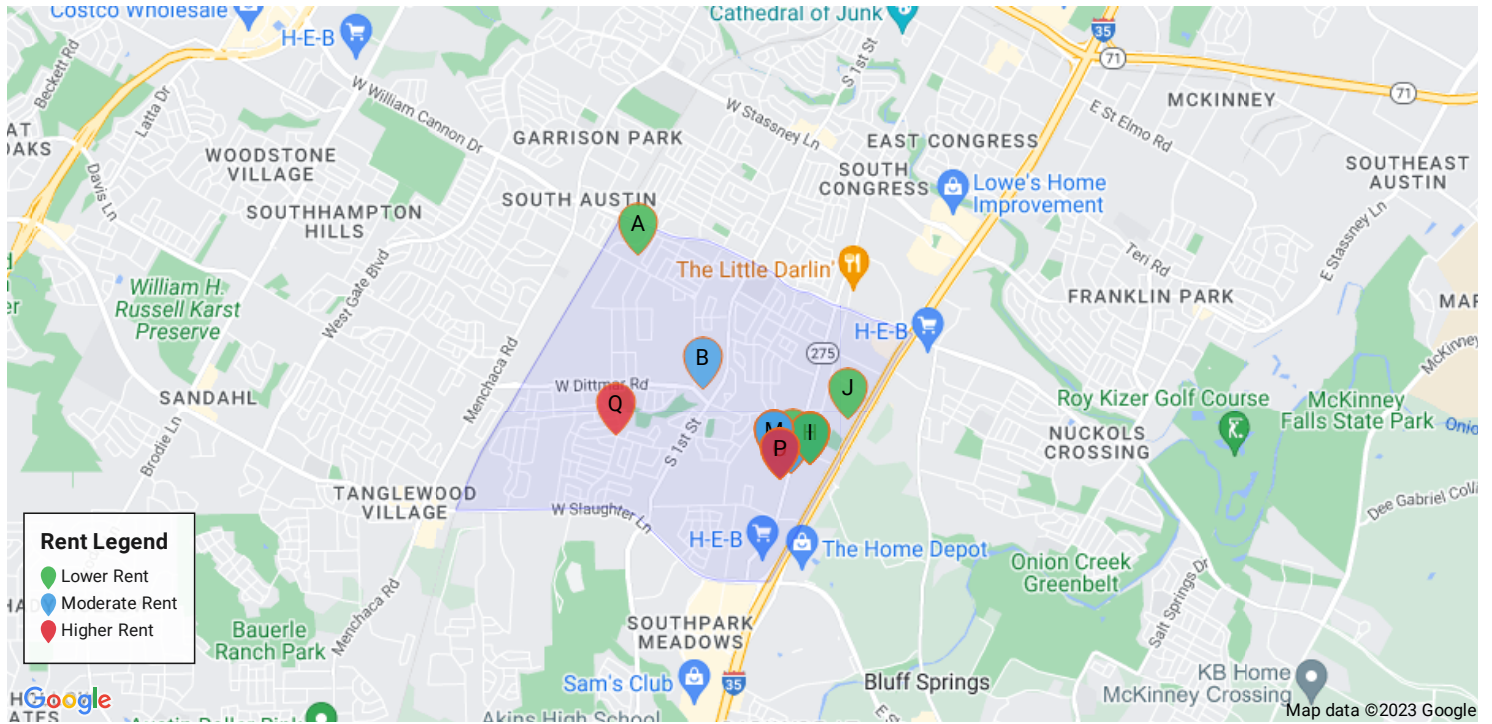 Costco Wholesale
Cathedral of Junk
H-E-B
35
71
Beckett Rd
Latta Dr
W William Cannon Dr
S 1st St
W Stassney Ln
MCKINNEY
71
E St Elmo Rd
GARRISON PARK
EAST CONGRESS
OAKS
WOODSTONE
VILLAGE
SOUTH
CONGRESS
SOUTHEAST
AUSTIN
Davis Ln
Lowe's Home
Improvement
SOUTH AUSTIN
SOUTHHAMPTON
HILLS
A
E Stassney Ln
Teri Rd
The Little Darlin'
West Gate Blvd
William H.
Russell Karst
Preserve
FRANKLIN PARK
H-E-B
275
B
Menchaca Rd
W Dittmar Rd
J
Q
SANDAHL
Roy Kizer Golf Course
McKinney
Falls State Park
McKinney
Brodie Ln
S 1st St
M
I
P
NUCKOLS
CROSSING
TANGLEWOOD
VILLAGE
W Slaughter Ln
H-E-B
The Home Depot
Onion Creek
Greenbelt
Salt Springs Dr
Rent Legend
Lower Rent
Moderate Rent
Higher Rent
Menchaca Rd
Bauerle
Ranch Park
SOUTHPARK
MEADOWS
Sam's Club
35
Bluff Springs
KB Home
McKinney Crossing
Google
Akins High School
Map data ©2023 Google